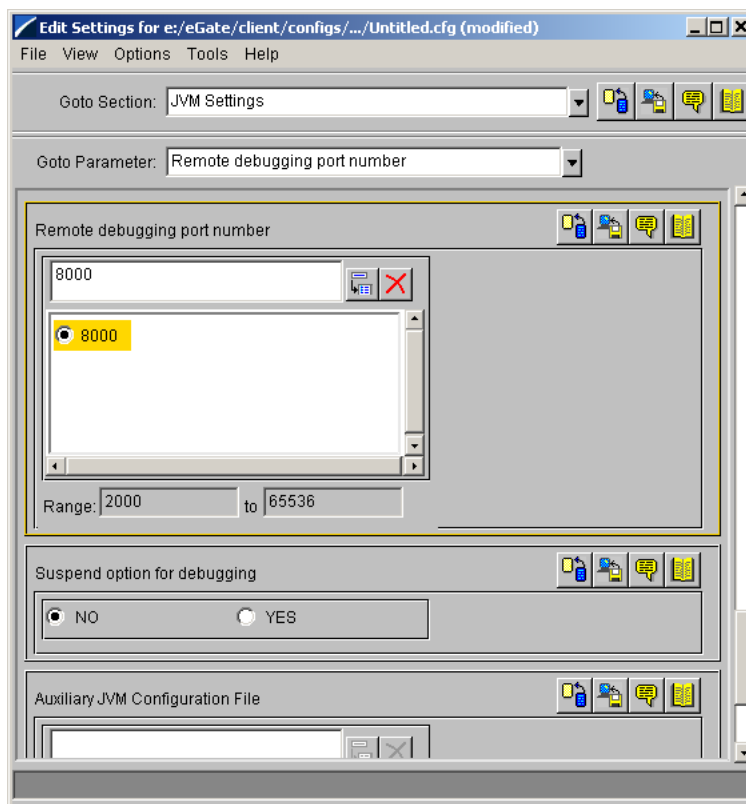 Edit Settings for e:/eGate/client/configs/.../Untitled.cfg (modified)
File View Options Tools Help
Goto Section: JVM Settings
Goto Parameter: Remote debugging port number
Remote debugging port number
8000
8000
Range: 2000 to 65536
Suspend option for debugging
NO YES
Auxiliary JVM Configuration File